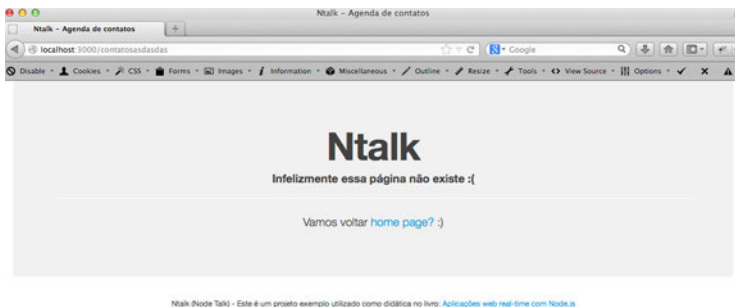 Ntalk – Agenda de contatos
Ntalk – Agenda de contatos
localhost:3000/contatosasdasdas
Google
Disable Cookies CSS Forms Images Information Miscellaneous Outline Resize Tools View Source Options
Ntalk
Infelizmente essa página não existe :(
Vamos voltar home page? :)
Ntalk (Node Talk) - Este é um projeto exemplo utilizado como didática no livro: Aplicações web real-time com Node.js